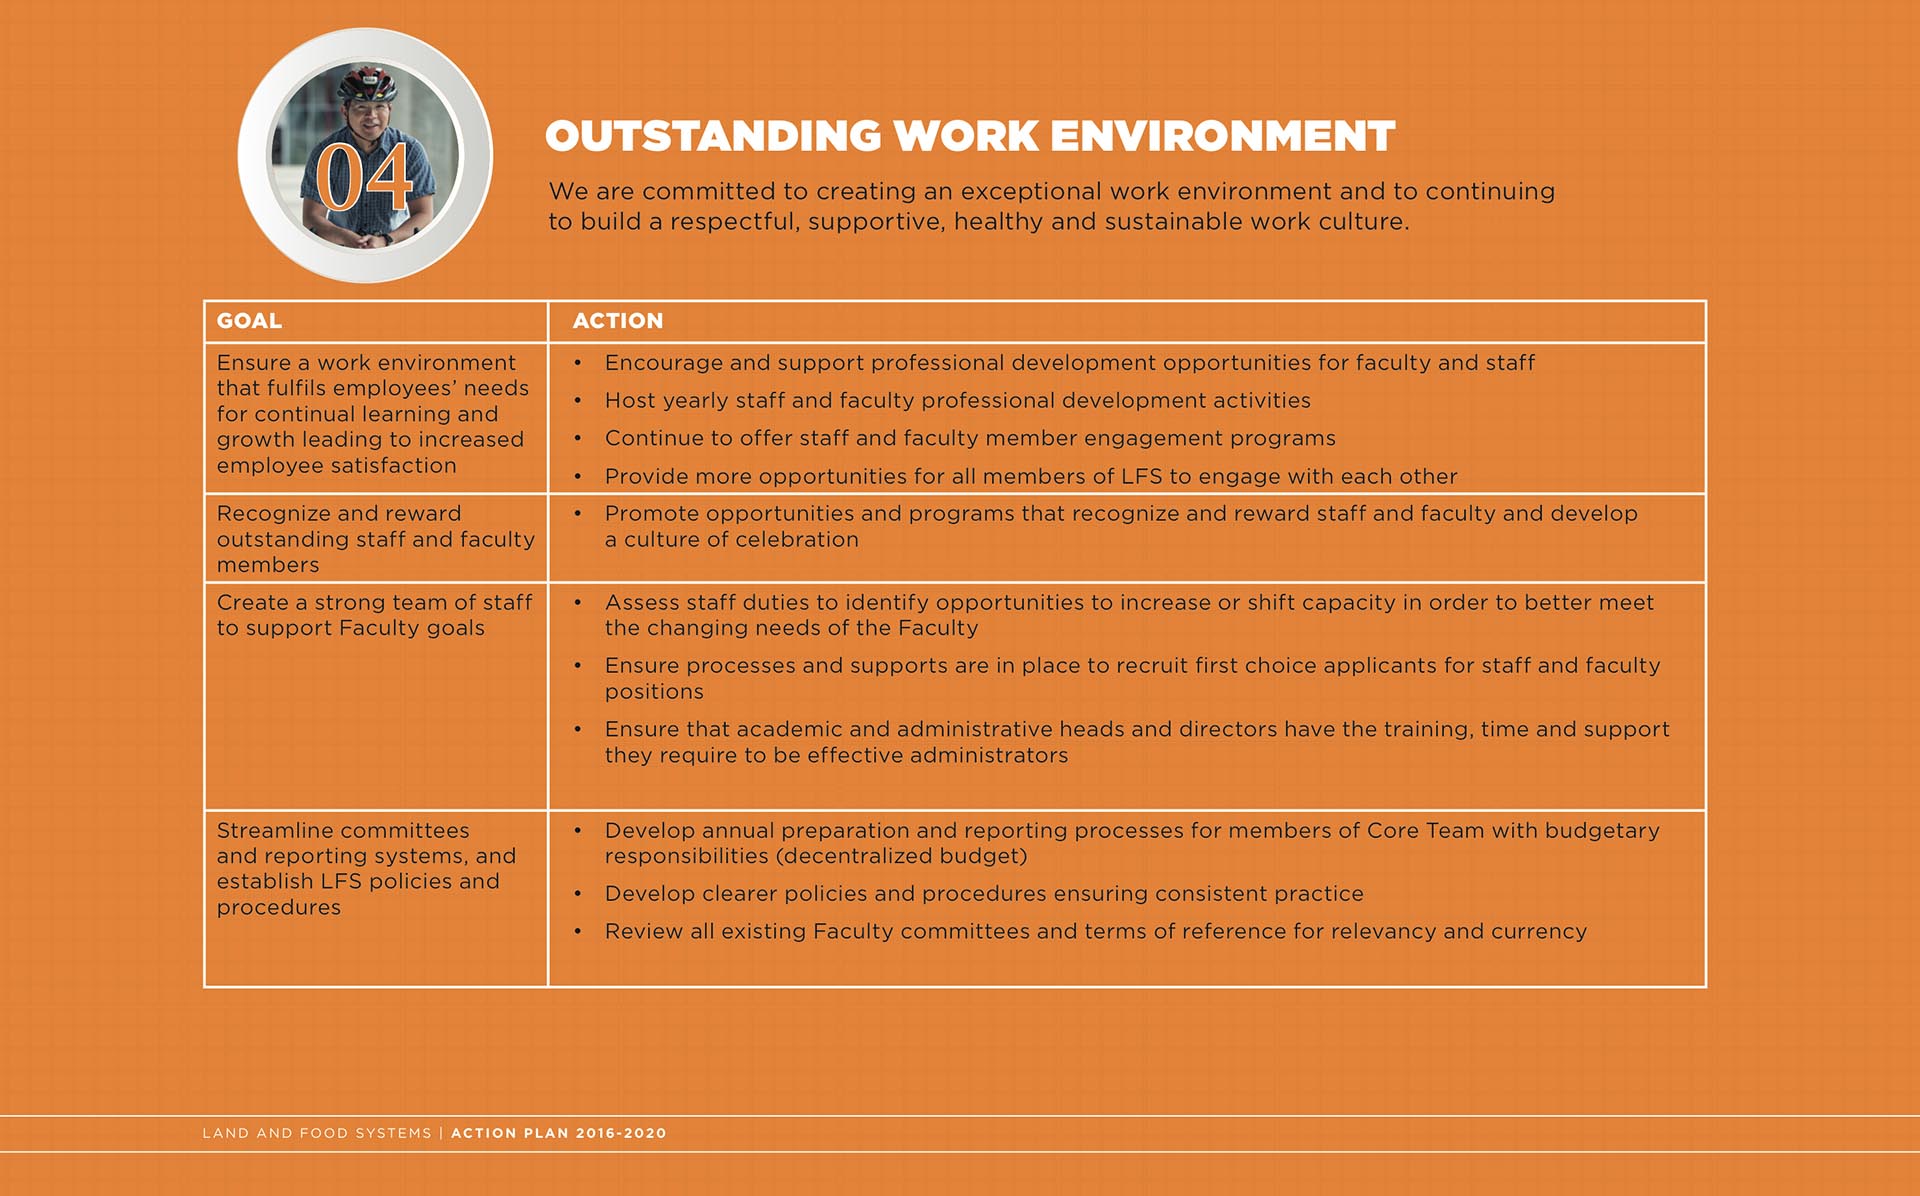 04
OUTSTANDING WORK ENVIRONMENT
We are committed to creating an exceptional work environment and to continuing
to build a respectful, supportive, healthy and sustainable work culture.
GOAL
ACTION
Ensure a work environment
that fulfils employees’ needs
for continual learning and
growth leading to increased
employee satisfaction
• Encourage and support professional development opportunities for faculty and staff
• Host yearly staff and faculty professional development activities
• Continue to offer staff and faculty member engagement programs
• Provide more opportunities for all members of LFS to engage with each other
Recognize and reward
outstanding staff and faculty
members
• Promote opportunities and programs that recognize and reward staff and faculty and develop
a culture of celebration
Create a strong team of staff
to support Faculty goals
• Assess staff duties to identify opportunities to increase or shift capacity in order to better meet
the changing needs of the Faculty
• Ensure processes and supports are in place to recruit first choice applicants for staff and faculty
positions
• Ensure that academic and administrative heads and directors have the training, time and support
they require to be effective administrators
Streamline committees
and reporting systems, and
establish LFS policies and
procedures
• Develop annual preparation and reporting processes for members of Core Team with budgetary
responsibilities (decentralized budget)
• Develop clearer policies and procedures ensuring consistent practice
• Review all existing Faculty committees and terms of reference for relevancy and currency
LAND AND FOOD SYSTEMS | ACTION PLAN 2016-2020